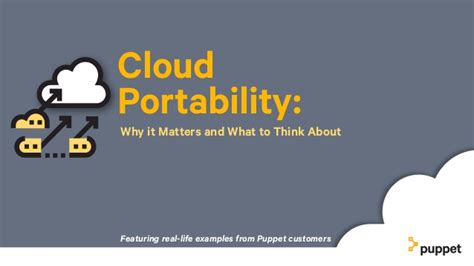 Cloud
Portability:
Why it Matters and What to Think About
Featuring real-life examples from Puppet customers
puppet